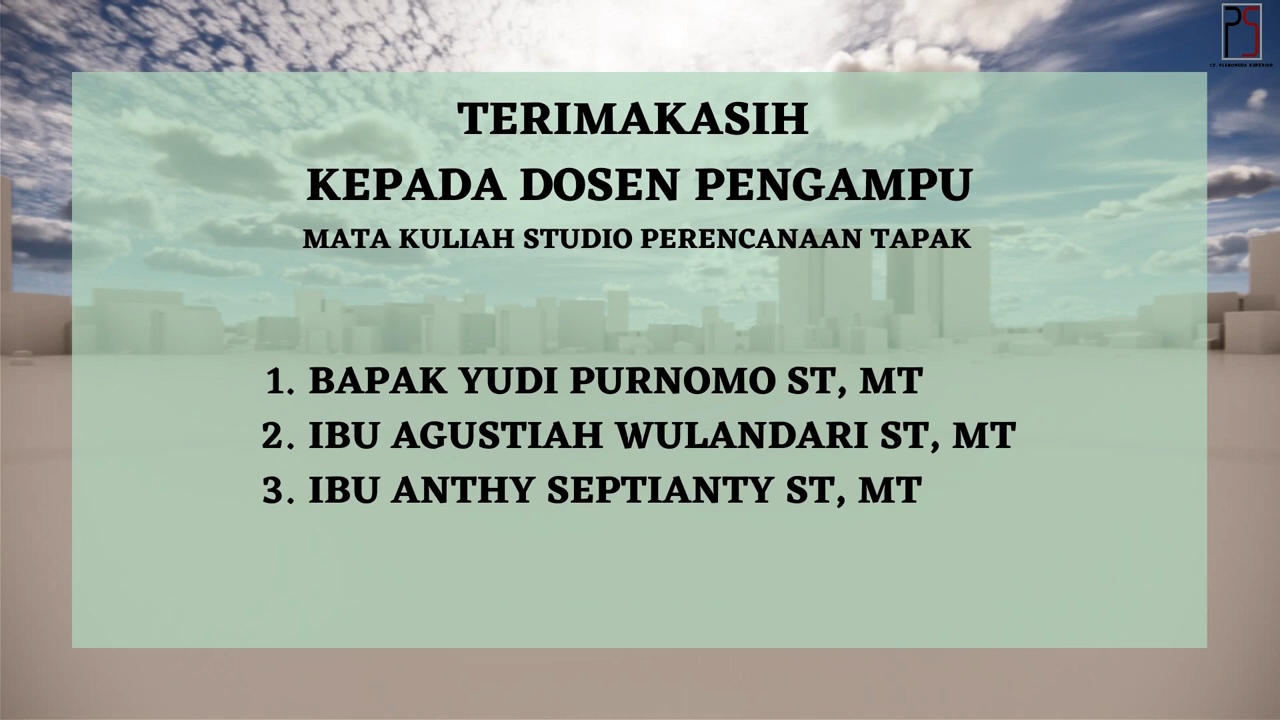 PS
TERIMAKASIH
KEPADA DOSEN PENGAMPU
MATA KULIAH STUDIO PERENCANAAN TAPAK
1. BAPAK YUDI PURNOMO ST, MT
2. IBU AGUSTIAH WULANDARI ST, MT
3. IBU ANTHY SEPTIANTY ST, MT